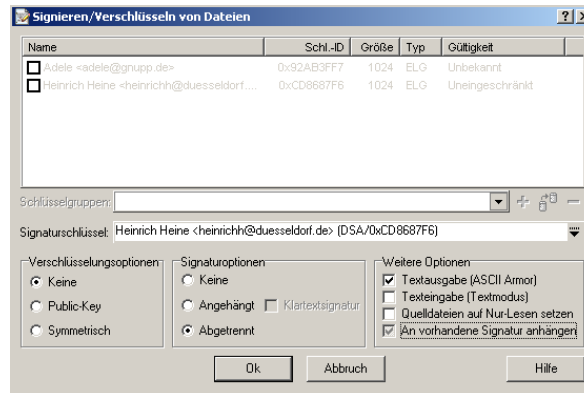 Signieren/Verschlüsseln von Dateien
Name Schl.-ID Größe Typ Gültigkeit
Adele <adele@gnupp.de> 0x92AB3FF7 1024 ELG Unbekannt
Heinrich Heine <heinrichh@duesseldorf.... 0xCD8687F6 1024 ELG Uneingeschränkt
Schlüsselgruppen:
Signaturschlüssel: Heinrich Heine <heinrichh@duesseldorf.de> (DSA/0xCD8687F6)
Verschlüsselungsoptionen
Keine
Public-Key
Symmetrisch
Signaturoptionen
Keine
Angehängt Klartextsignatur
Abgetrennt
Weitere Optionen
Textausgabe (ASCII Armor)
Texteingabe (Textmodus)
Quelldateien auf Nur-Lesen setzen
An vorhandene Signatur anhängen
Ok Abbruch Hilfe